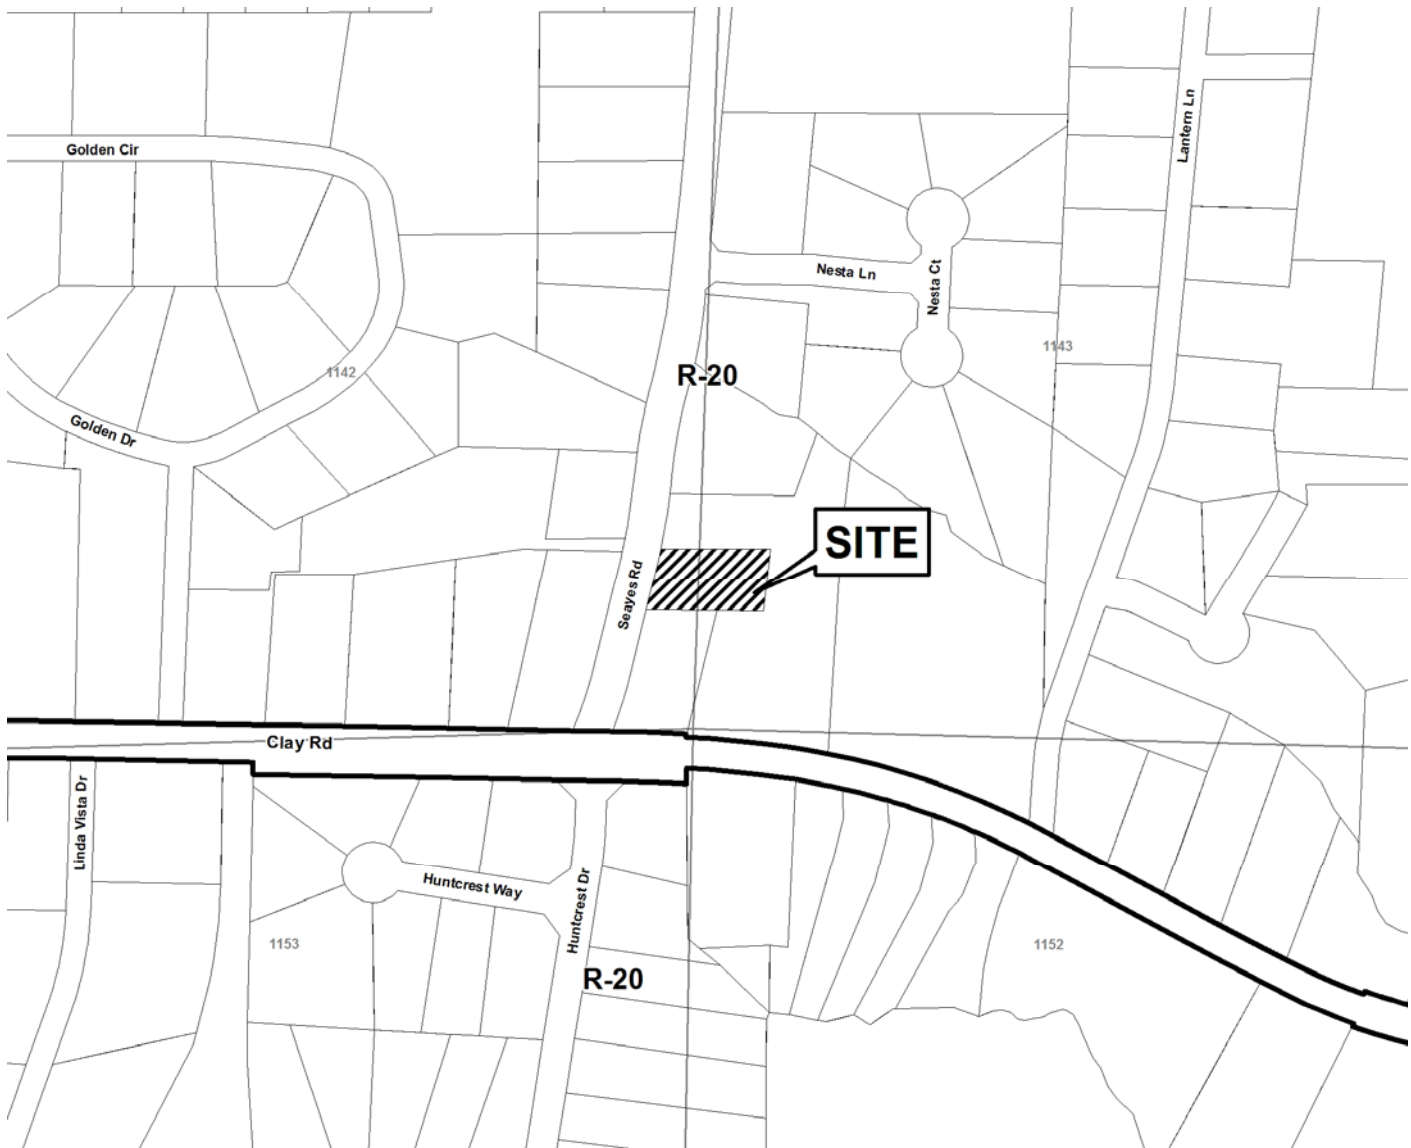 Golden Cir
Lantern Ln
Nesta Ln
Nesta Ct
1143
1142
R-20
Golden Dr
SITE
Seayes Rd
Clay Rd
Linda Vista Dr
Huntcrest Way
Huntcrest Dr
1153
1152
R-20